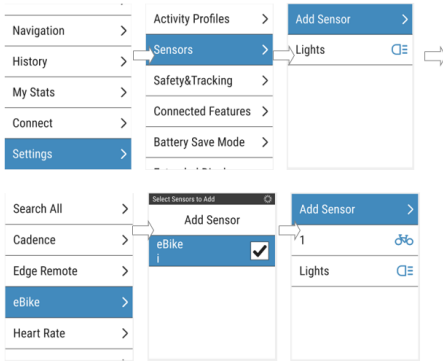 Navigation
History
My Stats
Connect
Settings
Activity Profiles
Sensors
Safety&Tracking
Connected Features
Battery Save Mode
Add Sensor
Lights
Search All
Cadence
Edge Remote
eBike
Heart Rate
Select Sensors to Add
Add Sensor
eBike
i
Add Sensor
1
Lights